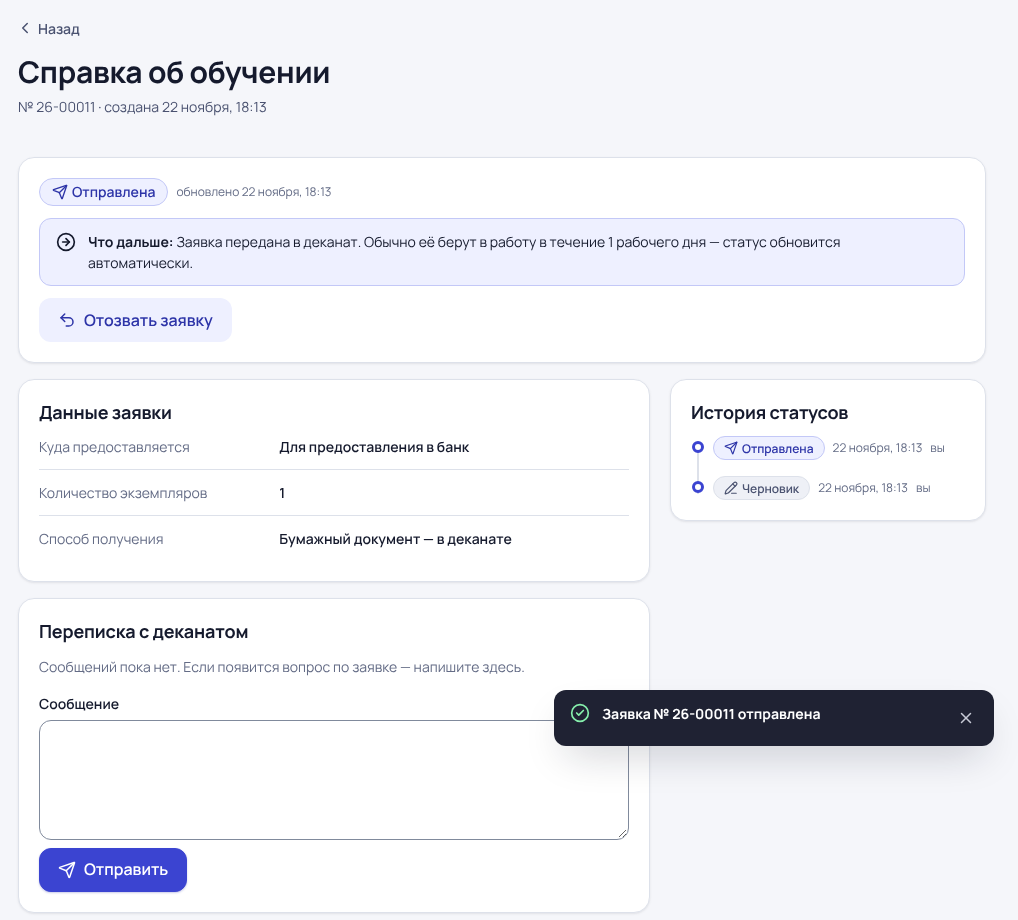 Назад
Справка об обучении
№ 26-00011 · создана 22 ноября, 18:13
Отправлена обновлено 22 ноября, 18:13
Что дальше: Заявка передана в деканат. Обычно её берут в работу в течение 1 рабочего дня — статус обновится
автоматически.
Отозвать заявку
Данные заявки
Куда предоставляется Для предоставления в банк
Количество экземпляров 1
Способ получения Бумажный документ — в деканате
История статусов
Отправлена 22 ноября, 18:13 вы
Черновик 22 ноября, 18:13 вы
Переписка с деканатом
Сообщений пока нет. Если появится вопрос по заявке — напишите здесь.
Сообщение
Заявка № 26-00011 отправлена
Отправить